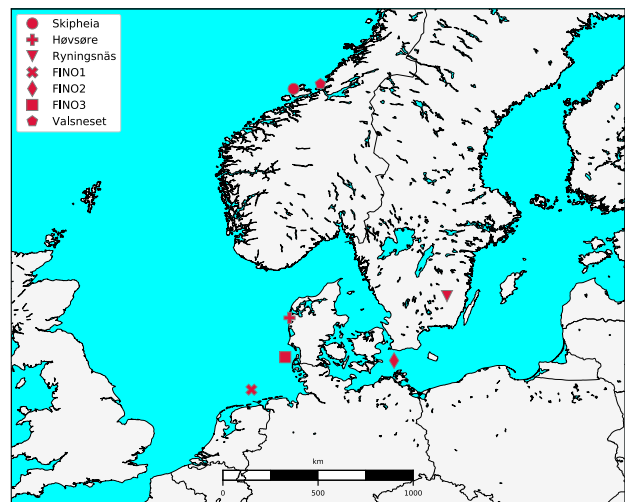 Skipheia
Høvsøre
Ryningsnäs
FINO1
FINO2
FINO3
Valsneset
km
0 500 1000